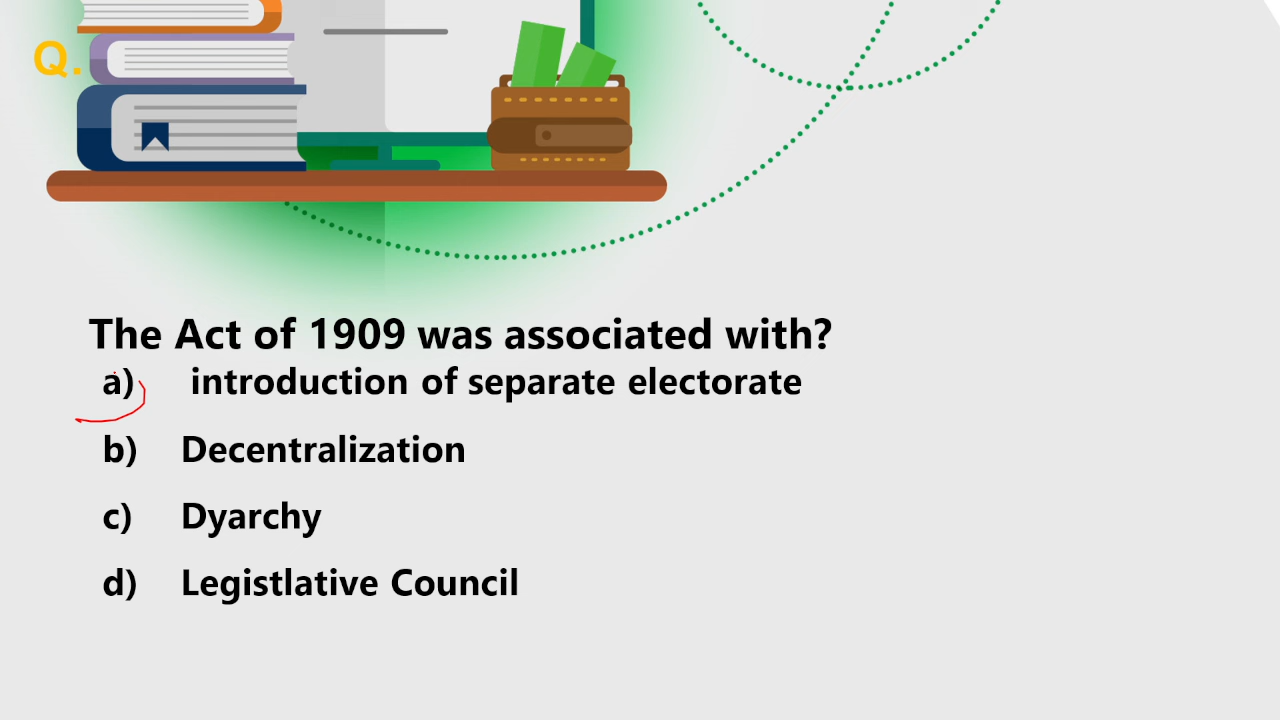 Q.
The Act of 1909 was associated with?
a) introduction of separate electorate
b) Decentralization
c) Dyarchy
d) Legistlative Council